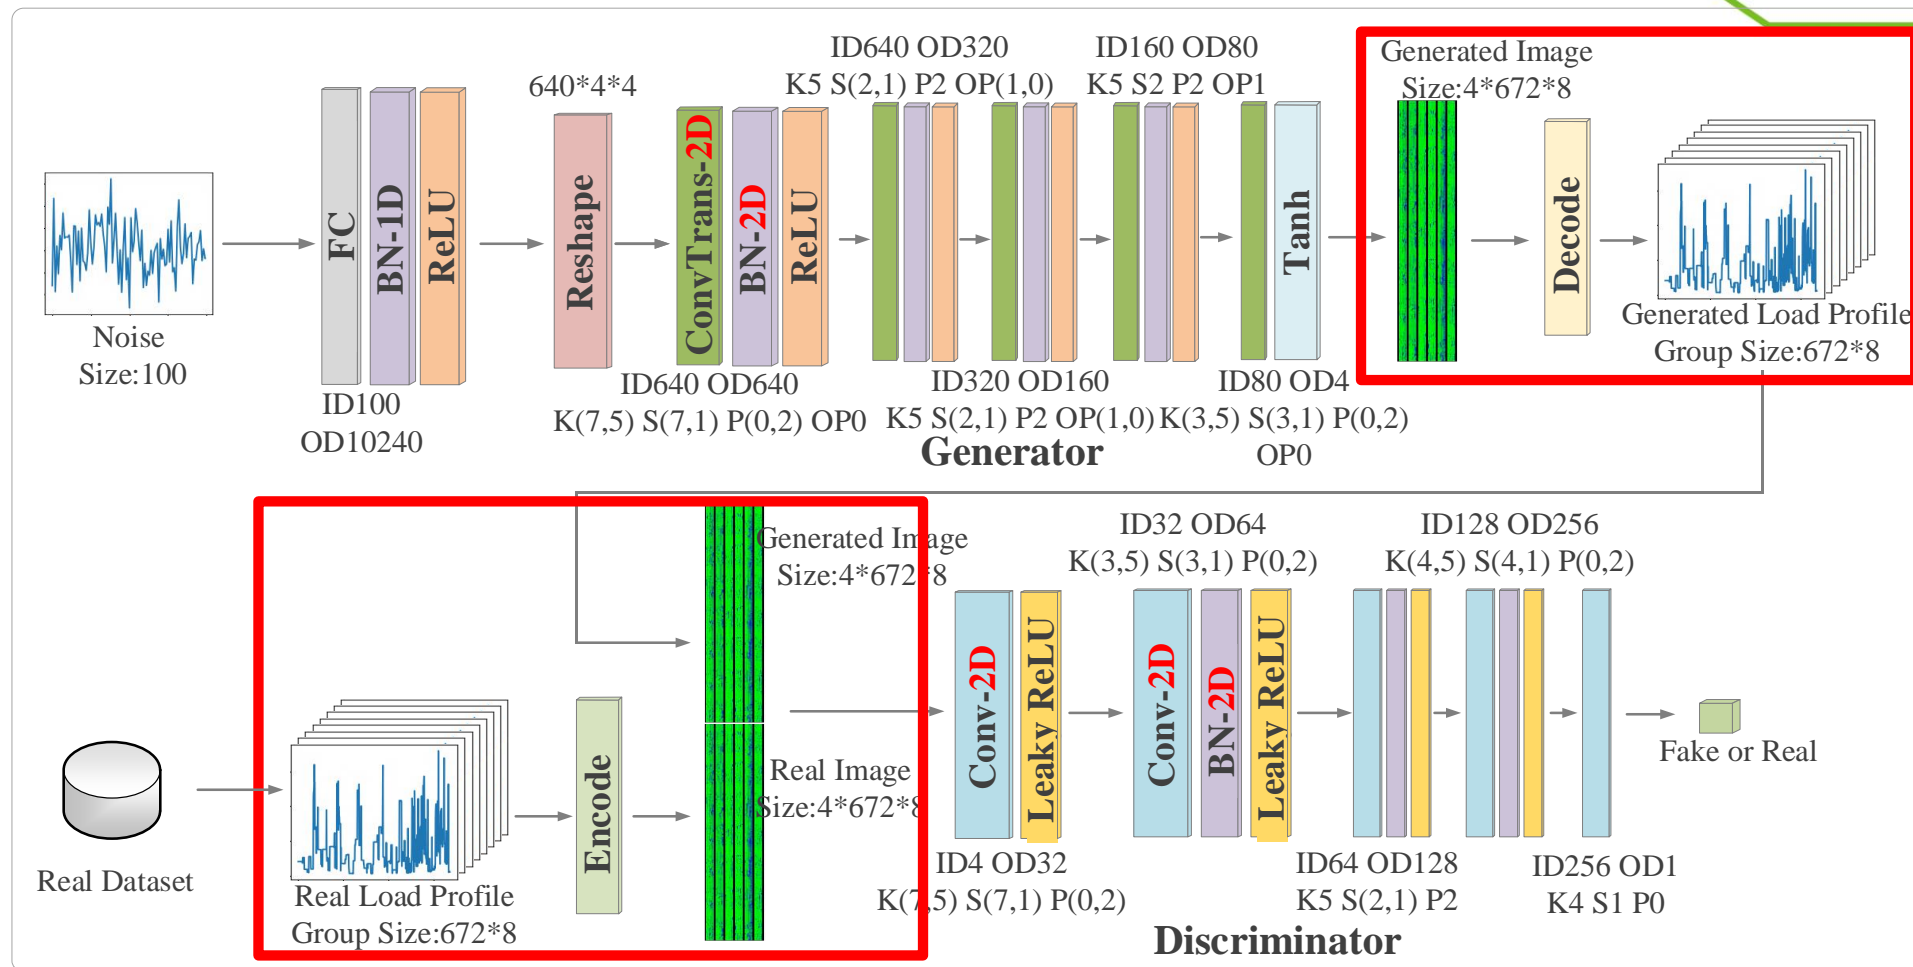 ID640 OD320
K5 S(2,1) P2 OP(1,0)
ID160 OD80
K5 S2 P2 OP1
Generated Image
Size:4*672*8
640*4*4
FC
BN-1D
ReLU
Reshape
ConvTrans-2D
BN-2D
ReLU
Tanh
Decode
Noise
Size:100
ID100
OD10240
ID640 OD640
K(7,5) S(7,1) P(0,2) OP0
ID320 OD160
K5 S(2,1) P2 OP(1,0)
ID80 OD4
K(3,5) S(3,1) P(0,2)
OP0
Generated Load Profile
Group Size:672*8
Generator
Generated Image
Size:4*672*8
ID32 OD64
K(3,5) S(3,1) P(0,2)
ID128 OD256
K(4,5) S(4,1) P(0,2)
Encode
Real Image
Size:4*672*8
Conv-2D
Leaky ReLU
Conv-2D
BN-2D
Leaky ReLU
Fake or Real
Real Dataset
Real Load Profile
Group Size:672*8
ID4 OD32
K(7,5) S(7,1) P(0,2)
ID64 OD128
K5 S(2,1) P2
ID256 OD1
K4 S1 P0
Discriminator